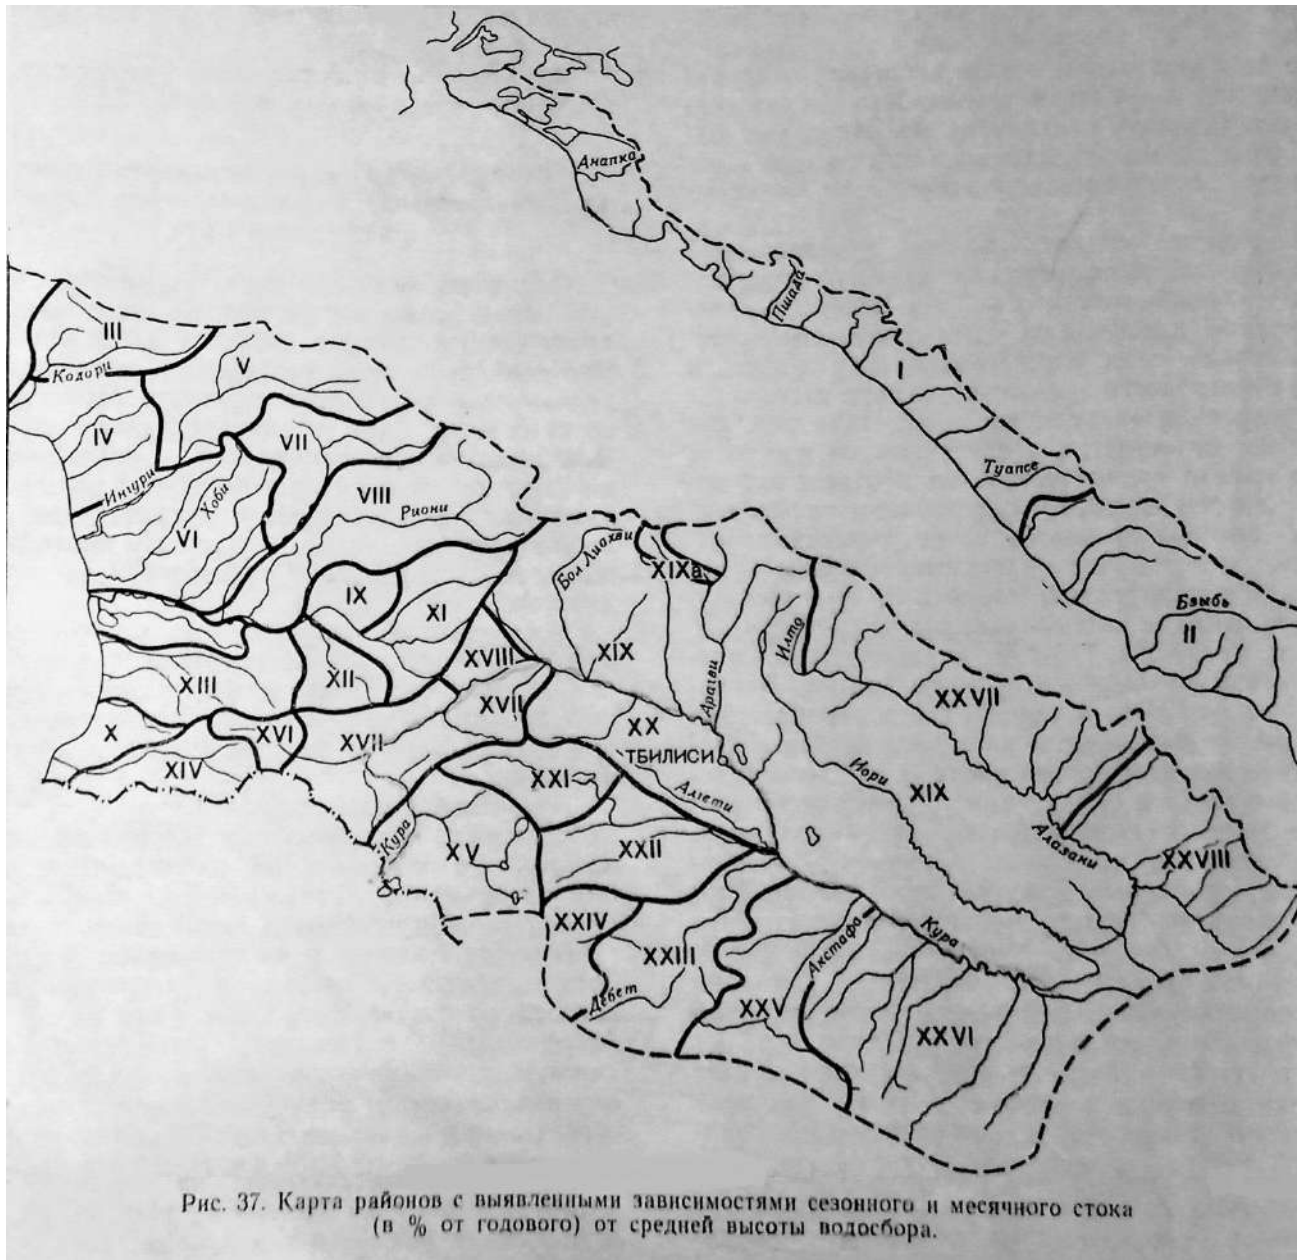 Анапка
Пшада
I
Туапсе
Бзыбь
II
III
Кодори
V
IV
VII
Ингури
Хоби
VI
VIII
Риони
Бол Лиахви
XIXa
IX
XI
Илто
XIX
XVIII
XII
XIII
Арагви
XXVII
XVII
X
XVI
XVII
XX
ТБИЛИСИ
XIV
XXI
Алгети
Иори
XIX
Кура
XV
XXII
Алазани
XXVIII
XXIV
Акстафа
Кура
XXIII
Дебет
XXV
XXVI
Рис. 37. Карта районов с выявленными зависимостями сезонного и месячного стока
(в % от годового) от средней высоты водосбора.